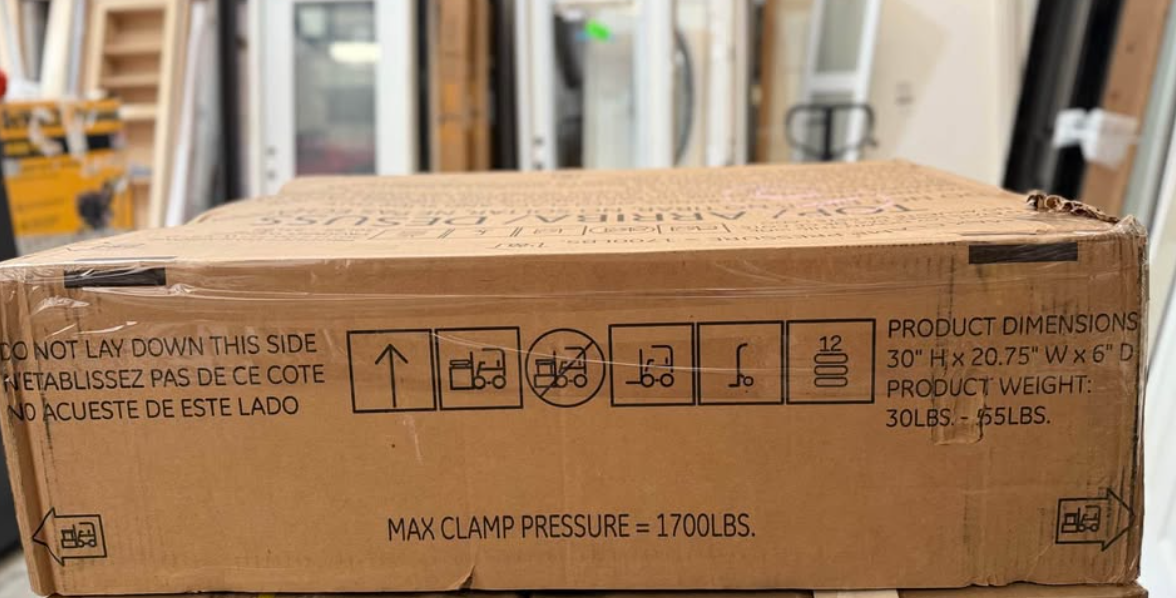 TOP/ ARRIBA/ DESSUS
DO NOT LAY DOWN THIS SIDE
N'ETABLISSEZ PAS DE CE COTE
NO ACUESTE DE ESTE LADO
12
PRODUCT DIMENSIONS
30" H x 20.75" W x 6" D
PRODUCT WEIGHT:
30LBS. - 55LBS.
MAX CLAMP PRESSURE = 1700LBS.